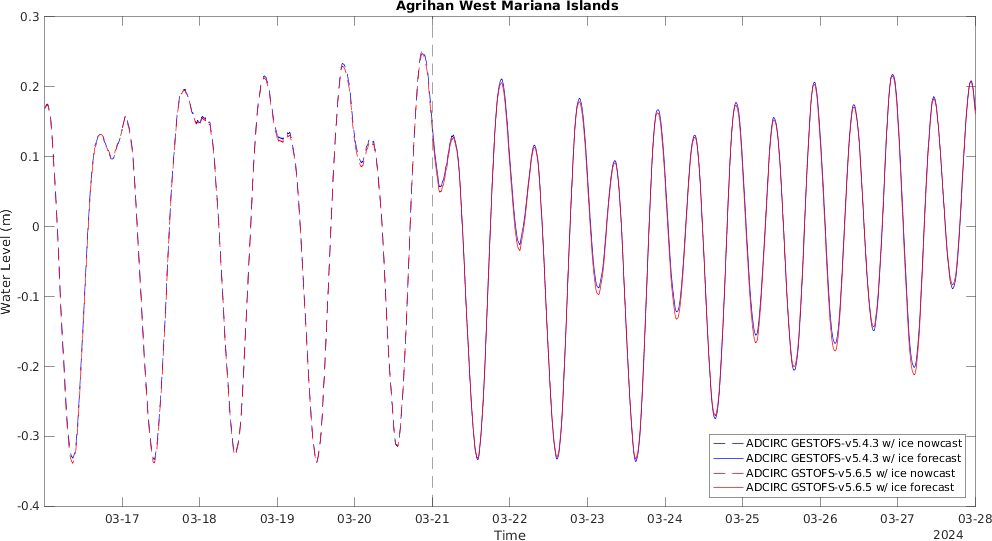 Agrihan West Mariana Islands
0.3
0.2
0.1
0
-0.1
-0.2
-0.3
-0.4
Water Level (m)
ADCIRC GESTOFS-v5.4.3 w/ ice nowcast
ADCIRC GESTOFS-v5.4.3 w/ ice forecast
ADCIRC GSTOFS-v5.6.5 w/ ice nowcast
ADCIRC GSTOFS-v5.6.5 w/ ice forecast
03-17 03-18 03-19 03-20 03-21 03-22 03-23 03-24 03-25 03-26 03-27 03-28
Time
2024